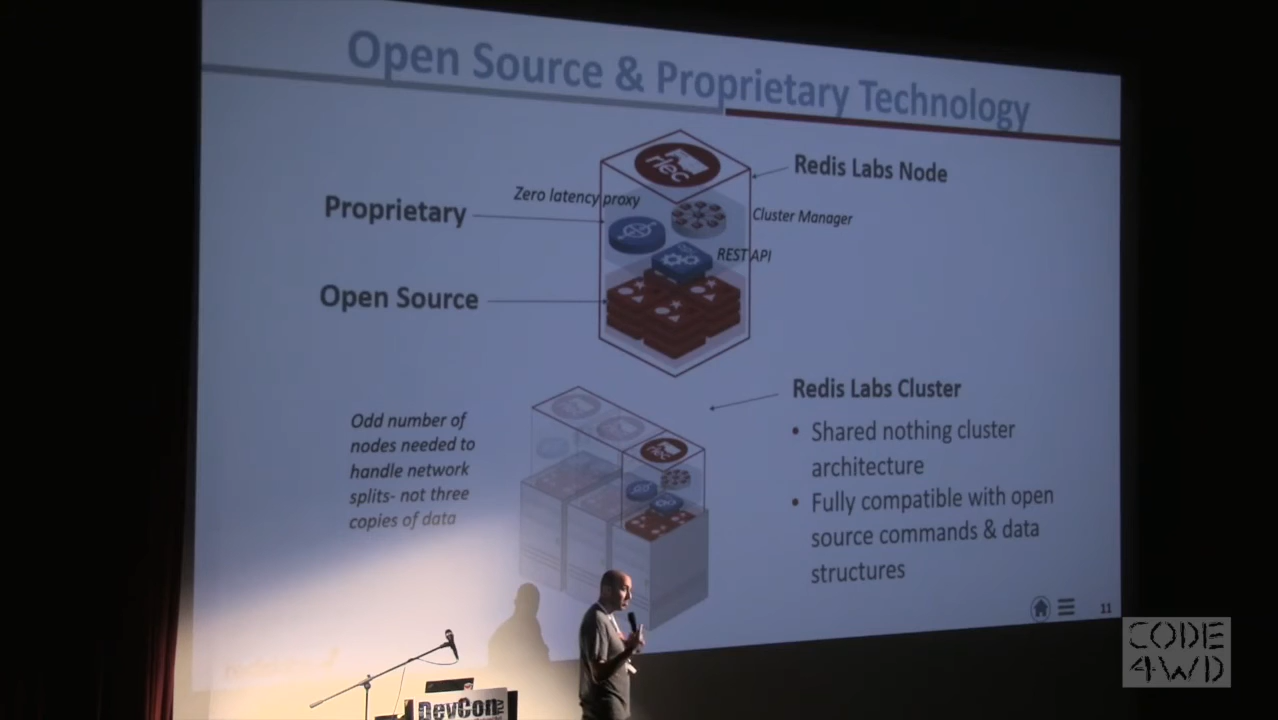 Open Source & Proprietary Technology
rlec
Redis Labs Node
Zero latency proxy
Proprietary
Cluster Manager
REST API
Open Source
Redis Labs Cluster
Odd number of
nodes needed to
handle network
splits- not three
copies of data
• Shared nothing cluster
architecture
• Fully compatible with open
source commands & data
structures
rlec
11
CODE
4WD
DevCon